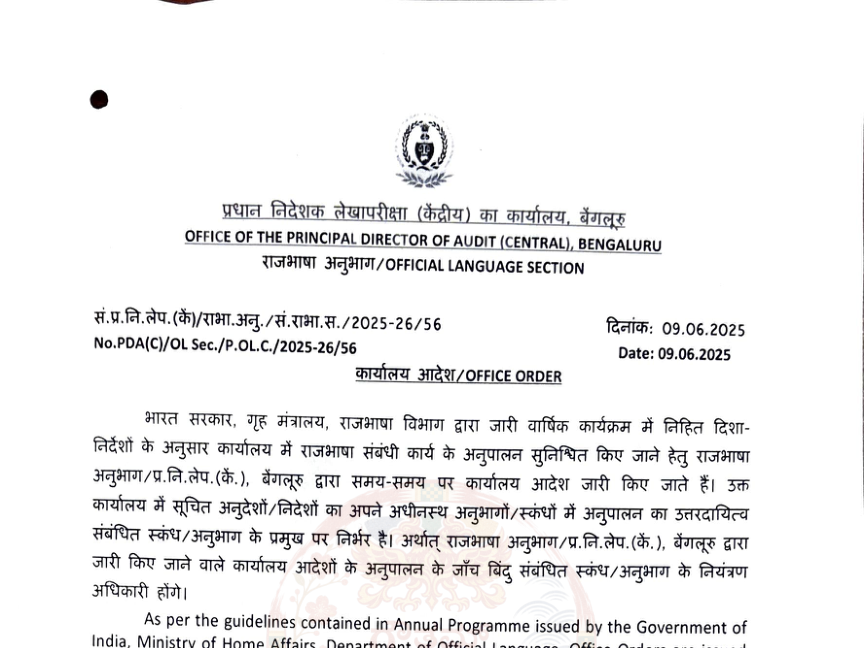 प्रधान निदेशक लेखापरीक्षा (केंद्रीय) का कार्यालय, बेंगलूरु
OFFICE OF THE PRINCIPAL DIRECTOR OF AUDIT (CENTRAL), BENGALURU
राजभाषा अनुभाग/OFFICIAL LANGUAGE SECTION
सं.प्र.नि.लेप.(कें)/राभा.अनु./सं.राभा.स./2025-26/56 दिनांक: 09.06.2025
No.PDA(C)/OL Sec./P.OL.C./2025-26/56 Date: 09.06.2025
कार्यालय आदेश/OFFICE ORDER
भारत सरकार, गृह मंत्रालय, राजभाषा विभाग द्वारा जारी वार्षिक कार्यक्रम में निहित दिशा-
निर्देशों के अनुसार कार्यालय में राजभाषा संबंधी कार्य के अनुपालन सुनिश्चित किए जाने हेतु राजभाषा
अनुभाग/प्र.नि.लेप.(कें.), बेंगलूरु द्वारा समय-समय पर कार्यालय आदेश जारी किए जाते हैं। उक्त
कार्यालय में सूचित अनुदेशों/निदेशों का अपने अधीनस्थ अनुभागों/स्कंधों में अनुपालन का उत्तरदायित्व
संबंधित स्कंध/अनुभाग के प्रमुख पर निर्भर है। अर्थात् राजभाषा अनुभाग/प्र.नि.लेप.(कें.), बेंगलूरु द्वारा
जारी किए जाने वाले कार्यालय आदेशों के अनुपालन के जाँच बिंदु संबंधित स्कंध/अनुभाग के नियंत्रण
अधिकारी होंगे।
As per the guidelines contained in Annual Programme issued by the Government of
India, Ministry of Home Affairs, Department of Official Language, Office Orders are issued